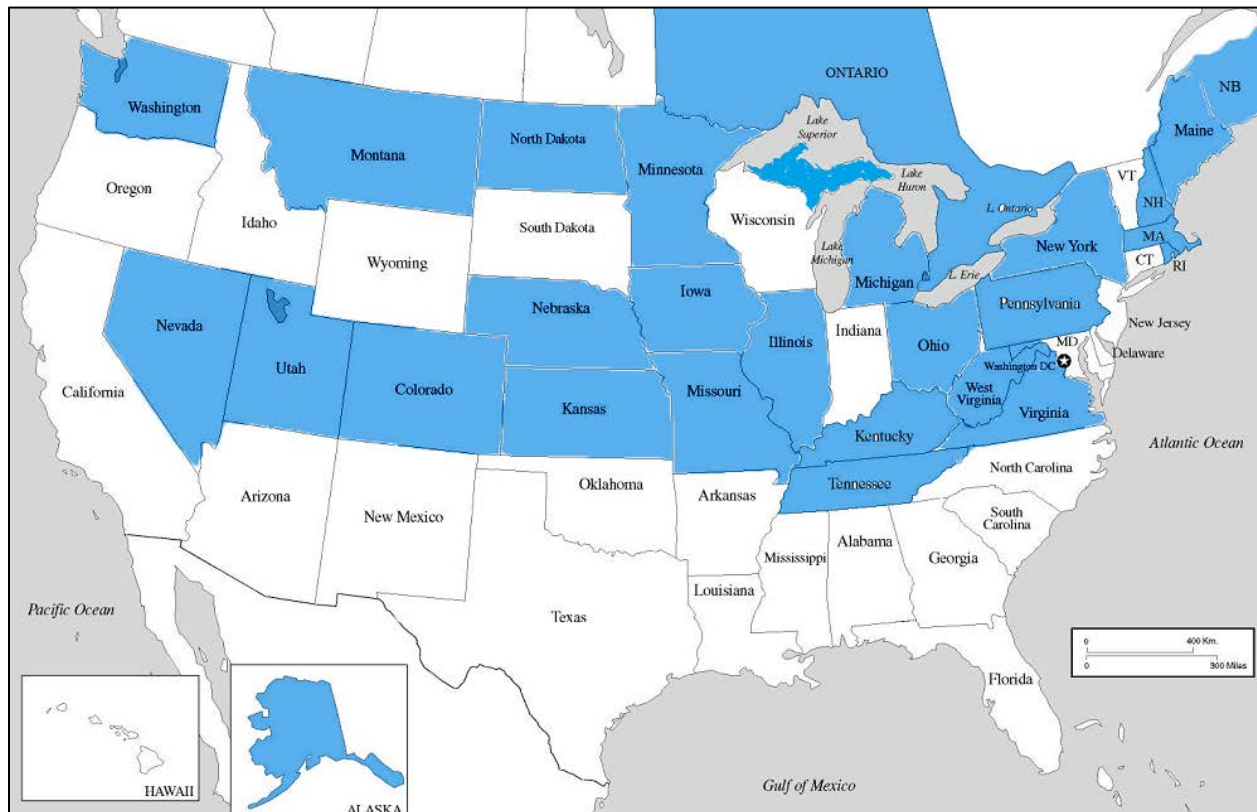 ONTARIO
NB
Washington
Montana
North Dakota
Minnesota
Lake
Superior
Maine
Oregon
Idaho
South Dakota
Wisconsin
Lake
Huron
VT
NH
L. Ontario
MA
New York
CT
RI
Wyoming
Lake
Michigan
Michigan
L. Erie
Iowa
Nebraska
Pennsylvania
Nevada
Illinois
Indiana
Ohio
New Jersey
MD
Delaware
Washington DC
Utah
Colorado
California
Kansas
Missouri
West
Virginia
Virginia
Kentucky
Atlantic Ocean
Arizona
New Mexico
Oklahoma
Arkansas
Tennessee
North Carolina
South
Carolina
Mississippi
Alabama
Georgia
Louisiana
Pacific Ocean
Texas
0 400 Km.
0 300 Miles
Florida
HAWAII
ALASKA
Gulf of Mexico